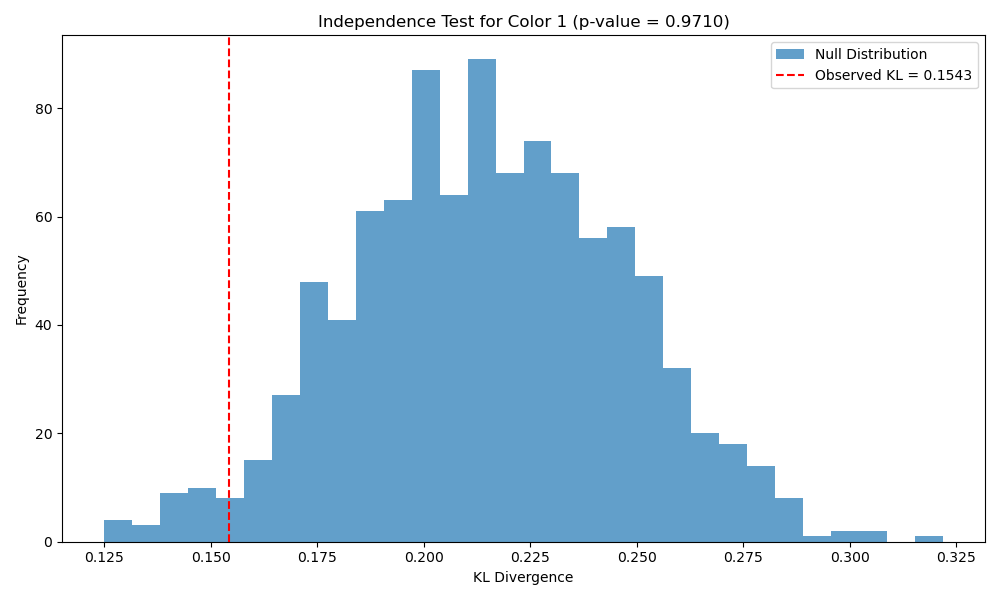 Independence Test for Color 1 (p-value = 0.9710)
Null Distribution
Observed KL = 0.1543
Frequency
80
60
40
20
0
0.125 0.150 0.175 0.200 0.225 0.250 0.275 0.300 0.325
KL Divergence